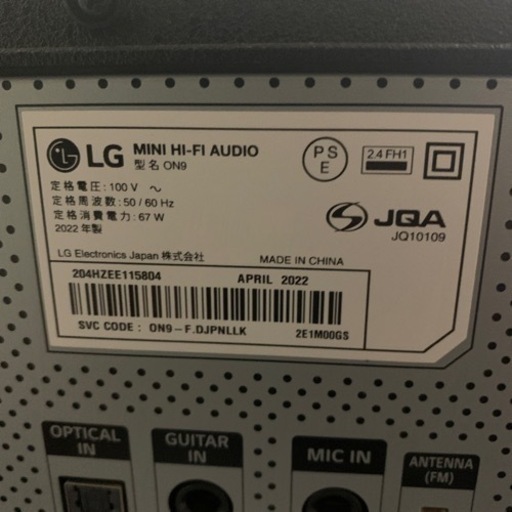 LG MINI HI-FI AUDIO
型名 ON9
PS
E
2.4 FH1
定格電圧: 100 V ～
定格周波数: 50 / 60 Hz
定格消費電力: 67 W
2022 年製
JQA
JQ10109
LG Electronics Japan 株式会社
MADE IN CHINA
204HZEE115804 APRIL 2022
SVC CODE : ON9-F.DJPNLLK 2E1M00GS
OPTICAL
IN
GUITAR
IN
MIC IN
ANTENNA
(FM)